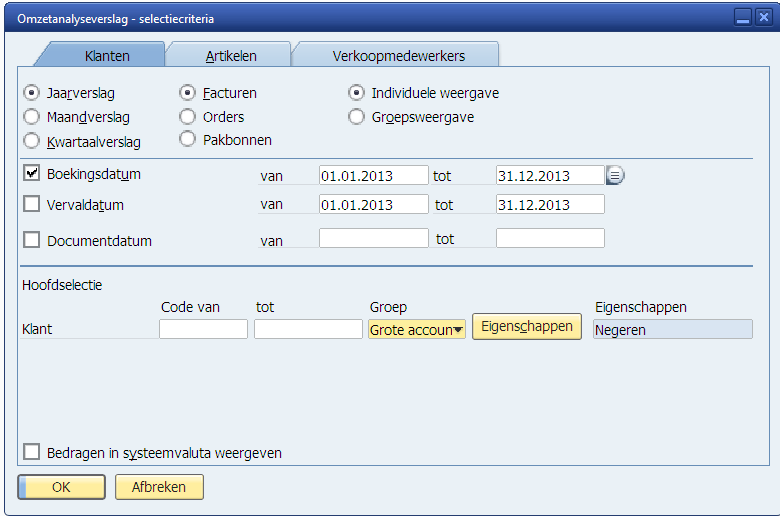 Omzetanalyseverslag - selectiecriteria
Klanten Artikelen Verkoopmedewerkers
Jaarverslag Facturen Individuele weergave
Maandverslag Orders Groepsweergave
Kwartaalverslag Pakbonnen
Boekingsdatum van 01.01.2013 tot 31.12.2013
Vervaldatum van 01.01.2013 tot 31.12.2013
Documentdatum van tot
Hoofdselectie
Code van tot Groep Eigenschappen
Klant Grote accoun Eigenschappen Negeren
Bedragen in systeemvaluta weergeven
OK Afbreken